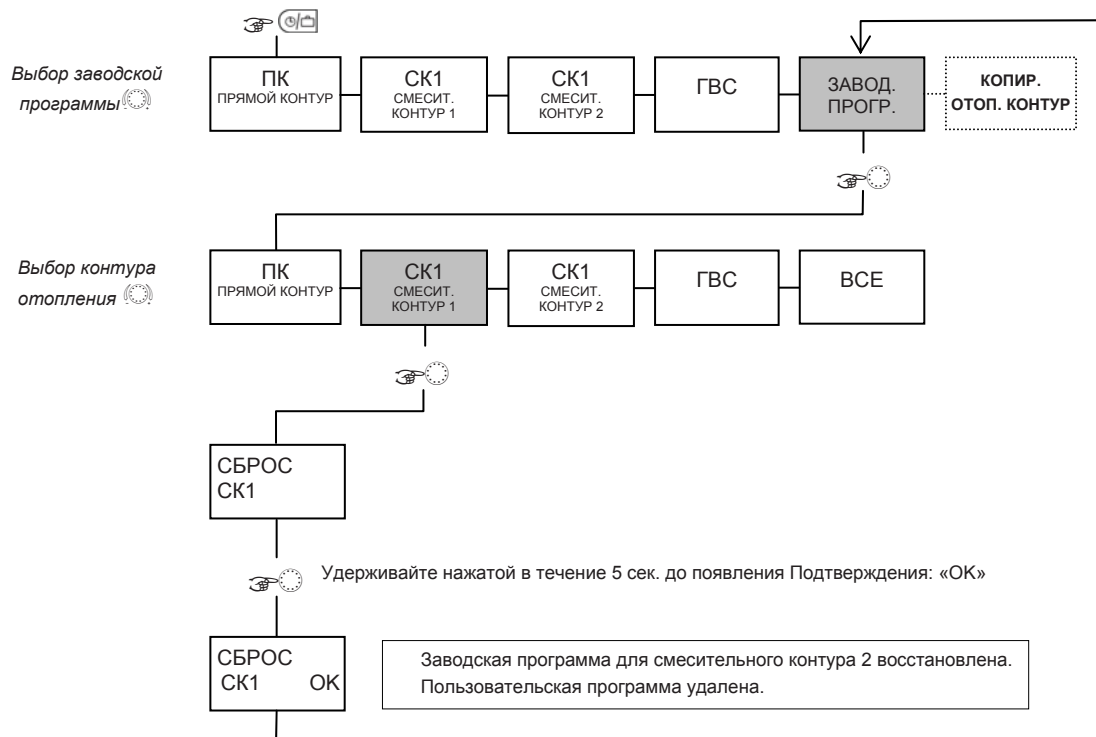 Выбор заводской
программы
ПК
ПРЯМОЙ КОНТУР
СК1
СМЕСИТ.
КОНТУР 1
СК1
СМЕСИТ.
КОНТУР 2
ГВС
ЗАВОД.
ПРОГР.
КОПИР.
ОТОП. КОНТУР
Выбор контура
отопления
ПК
ПРЯМОЙ КОНТУР
СК1
СМЕСИТ.
КОНТУР 1
СК1
СМЕСИТ.
КОНТУР 2
ГВС
ВСЕ
СБРОС
СК1
Удерживайте нажатой в течение 5 сек. до появления Подтверждения: «OK»
СБРОС
СК1 OK
Заводская программа для смесительного контура 2 восстановлена.
Пользовательская программа удалена.